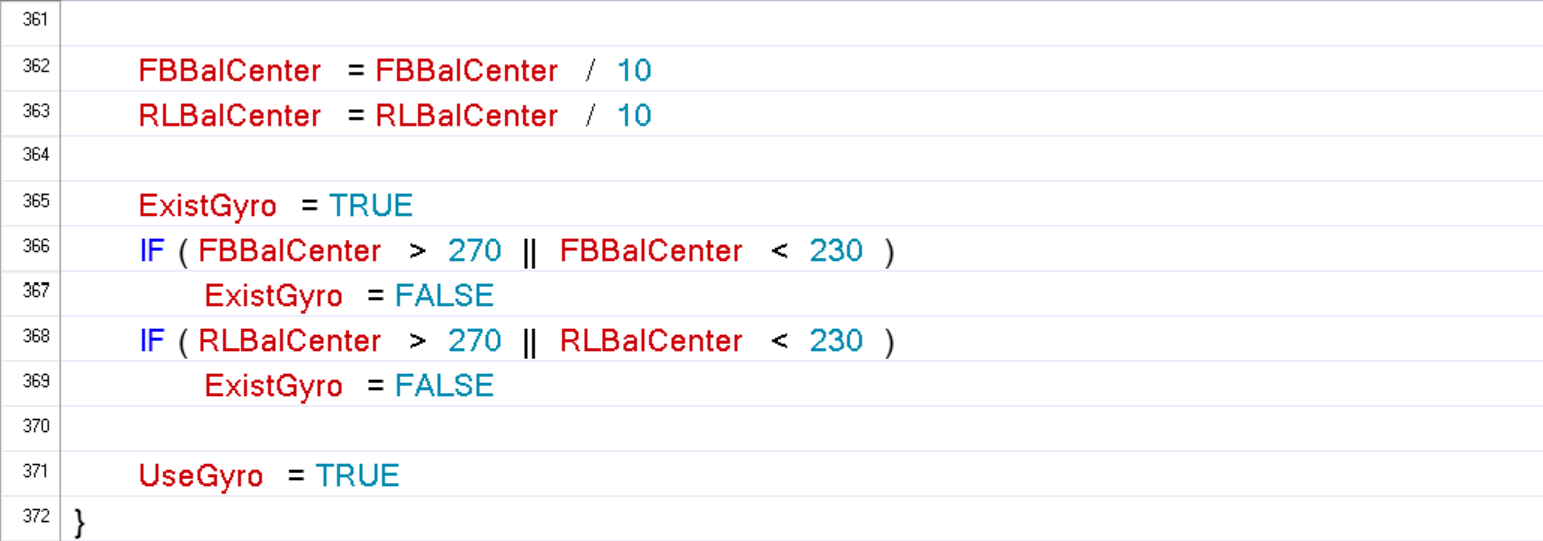 361
362 FBBalCenter = FBBalCenter / 10
363 RLBalCenter = RLBalCenter / 10
364
365 ExistGyro = TRUE
366 IF ( FBBalCenter > 270 || FBBalCenter < 230 )
367 ExistGyro = FALSE
368 IF ( RLBalCenter > 270 || RLBalCenter < 230 )
369 ExistGyro = FALSE
370
371 UseGyro = TRUE
372 }